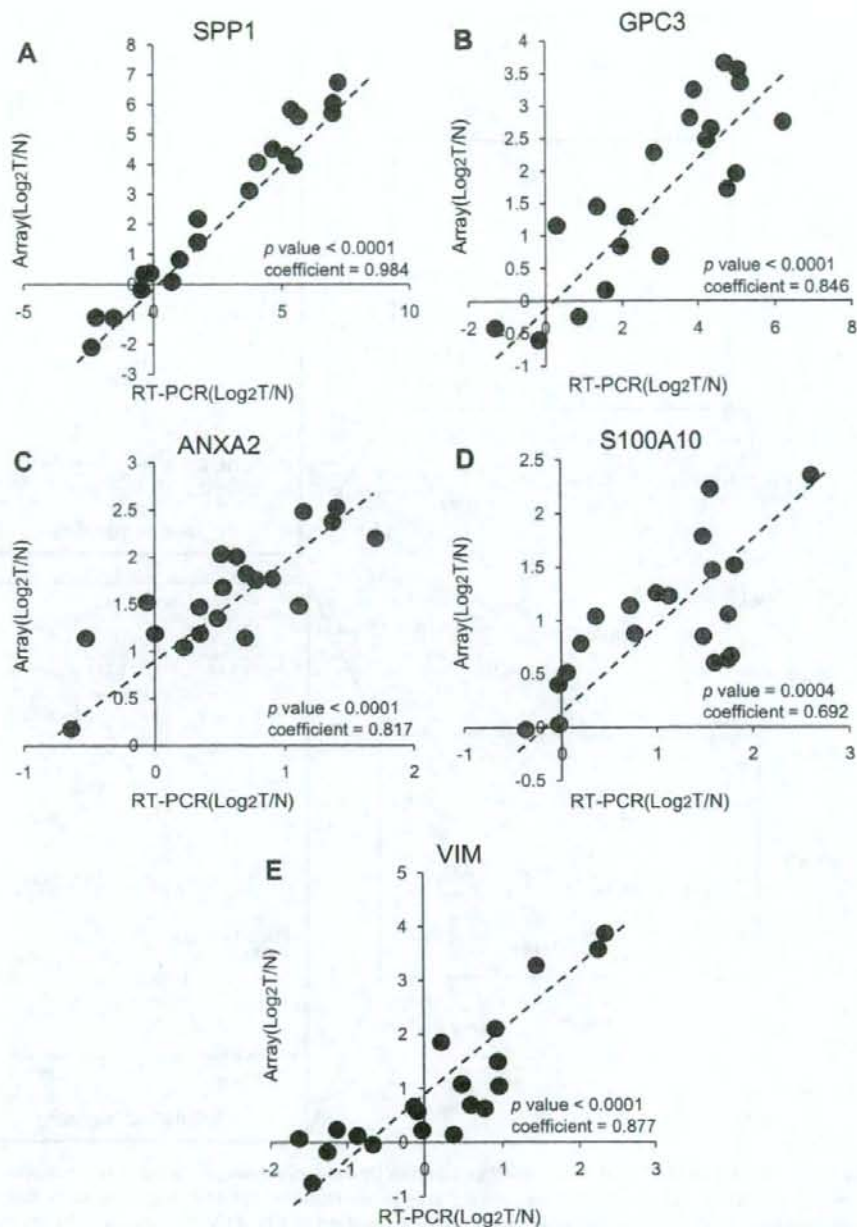 A
SPP1
Array(Log2T/N)
8
7
6
5
4
3
2
1
0
-1
-2
-3
-5
0
5
10
p value < 0.0001
coefficient = 0.984
RT-PCR(Log2T/N)
B
GPC3
Array(Log2T/N)
4
3.5
3
2.5
2
1.5
1
0.5
0
-0.5
-1
-2
0
2
4
6
8
p value < 0.0001
coefficient = 0.846
RT-PCR(Log2T/N)
C
ANXA2
Array(Log2T/N)
3
2.5
2
1.5
1
0.5
0
-1
0
1
2
p value < 0.0001
coefficient = 0.817
RT-PCR(Log2T/N)
D
S100A10
Array(Log2T/N)
2.5
2
1.5
1
0.5
0
-0.5
-1
0
1
2
3
p value = 0.0004
coefficient = 0.692
RT-PCR(Log2T/N)
E
VIM
Array(Log2T/N)
5
4
3
2
1
0
-1
-2
-1
0
1
2
3
p value < 0.0001
coefficient = 0.877
RT-PCR(Log2T/N)